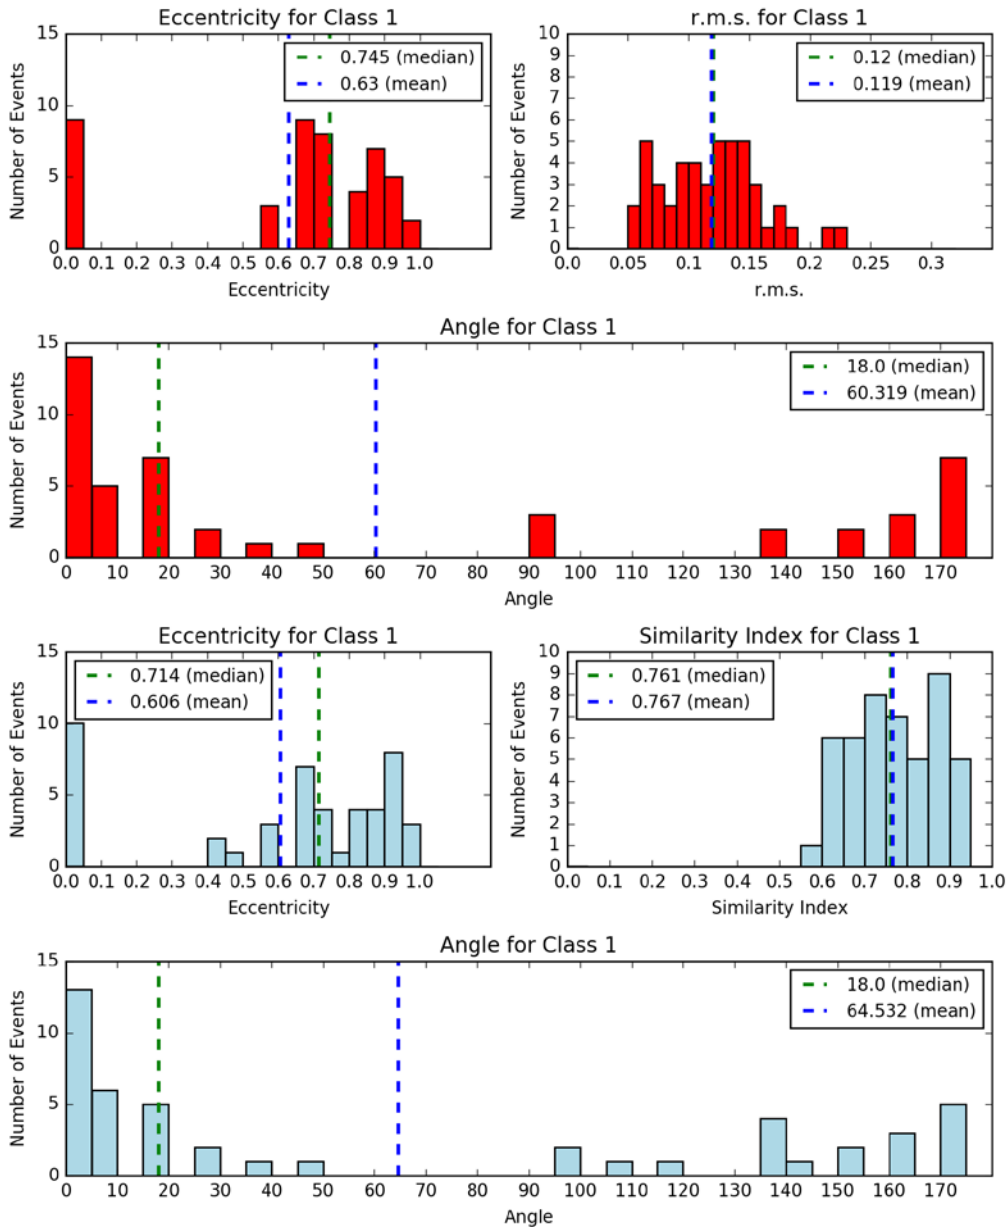 Eccentricity for Class 1
15
10
5
0
Number of Events
0.745 (median)
0.63 (mean)
0.0 0.1 0.2 0.3 0.4 0.5 0.6 0.7 0.8 0.9 1.0
Eccentricity
r.m.s. for Class 1
10
9
8
7
6
5
4
3
2
1
0
Number of Events
0.12 (median)
0.119 (mean)
0.0 0.05 0.1 0.15 0.2 0.25 0.3
r.m.s.
Angle for Class 1
15
10
5
0
Number of Events
18.0 (median)
60.319 (mean)
0 10 20 30 40 50 60 70 80 90 100 110 120 130 140 150 160 170
Angle
Eccentricity for Class 1
15
10
5
0
Number of Events
0.714 (median)
0.606 (mean)
0.0 0.1 0.2 0.3 0.4 0.5 0.6 0.7 0.8 0.9 1.0
Eccentricity
Similarity Index for Class 1
10
9
8
7
6
5
4
3
2
1
0
Number of Events
0.761 (median)
0.767 (mean)
0.0 0.1 0.2 0.3 0.4 0.5 0.6 0.7 0.8 0.9 1.0
Similarity Index
Angle for Class 1
15
10
5
0
Number of Events
18.0 (median)
64.532 (mean)
0 10 20 30 40 50 60 70 80 90 100 110 120 130 140 150 160 170
Angle